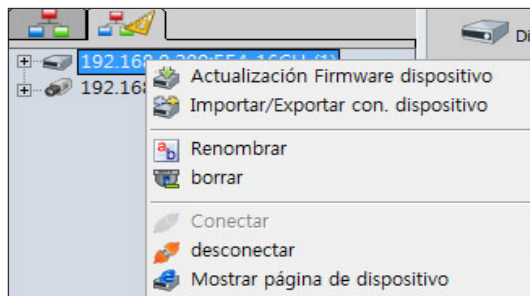 Di
192.168.0.200:554-16CH (1)
192.168
Actualización Firmware dispositivo
Importar/Exportar con. dispositivo
Renombrar
borrar
Conectar
desconectar
Mostrar página de dispositivo